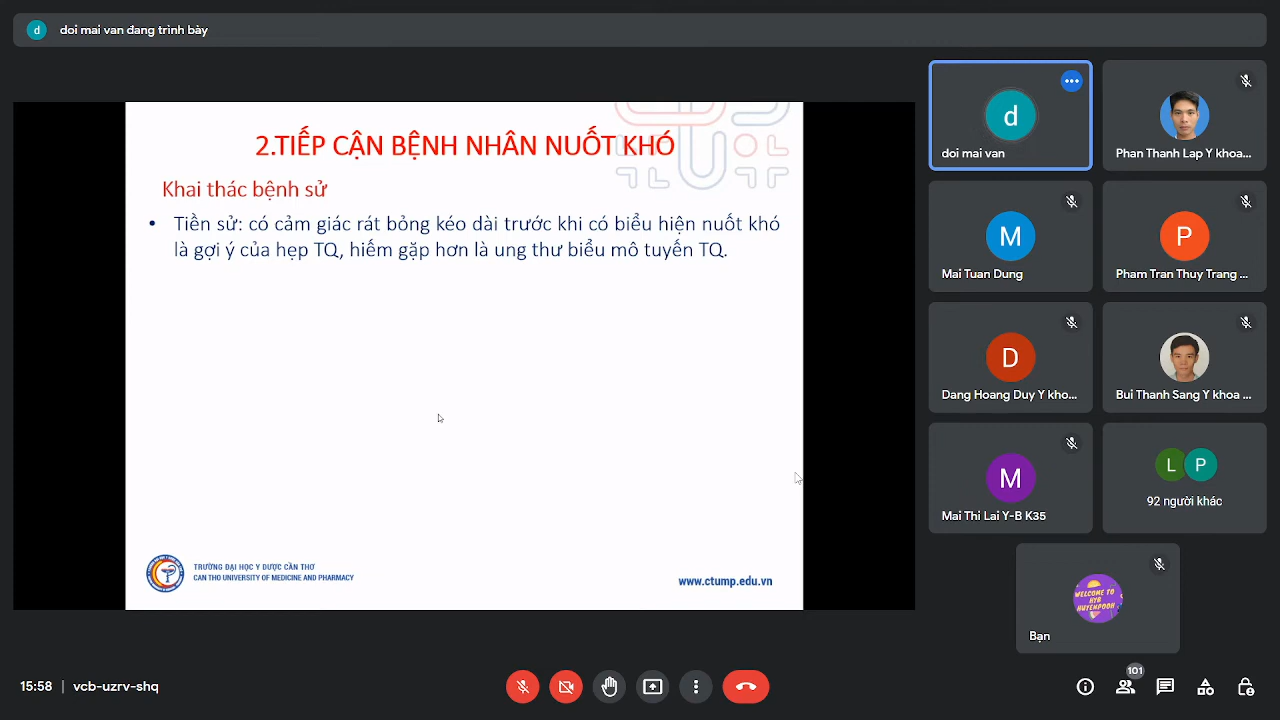 d
doi mai van đang trình bày
2.TIẾP CẬN BỆNH NHÂN NUỐT KHÓ
Khai thác bệnh sử
• Tiền sử: có cảm giác rát bỏng kéo dài trước khi có biểu hiện nuốt khó
là gợi ý của hẹp TQ, hiếm gặp hơn là ung thư biểu mô tuyến TQ.
TRƯỜNG ĐẠI HỌC Y DƯỢC CẦN THƠ
CAN THO UNIVERSITY OF MEDICINE AND PHARMACY
www.ctump.edu.vn
d
doi mai van
Phan Thanh Lap Y khoa...
M
Mai Tuan Dung
P
Pham Tran Thuy Trang ...
D
Dang Hoang Duy Y kho...
Bui Thanh Sang Y khoa ...
M
Mai Thi Lai Y-B K35
L P
92 người khác
WELCOME TO
HYB
HUYENPOOH
Bạn
15:58 | vcb-uzrv-shq
101